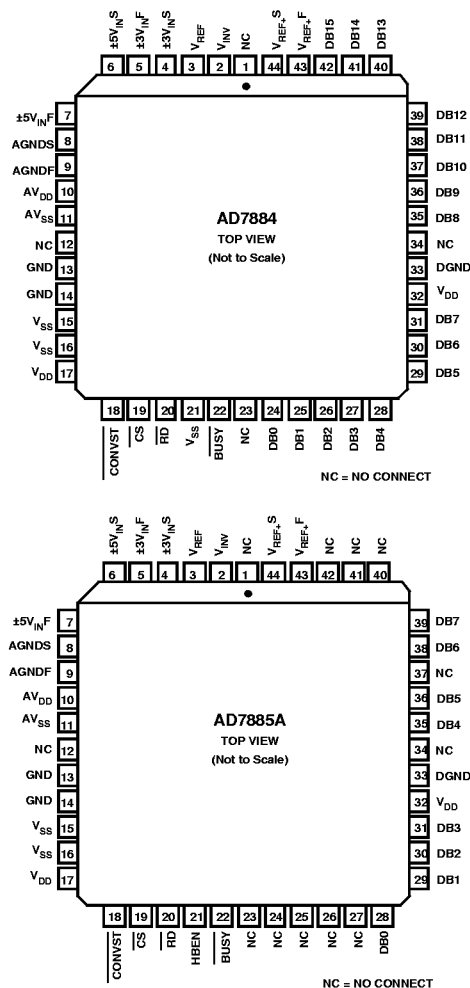 ±5VINS ±3VINF ±3VINS VREF VINV NC VREF+S VREF+F DB15 DB14 DB13
6 5 4 3 2 1 44 43 42 41 40
±5VINF 7
AGNDS 8
AGNDF 9
AVDD 10
AVSS 11
NC 12
GND 13
GND 14
VSS 15
VSS 16
VDD 17
AD7884
TOP VIEW
(Not to Scale)
39 DB12
38 DB11
37 DB10
36 DB9
35 DB8
34 NC
33 DGND
32 VDD
31 DB7
30 DB6
29 DB5
18 19 20 21 22 23 24 25 26 27 28
CONVST CS RD VSS BUSY NC DB0 DB1 DB2 DB3 DB4
NC = NO CONNECT
±5VINS ±3VINF ±3VINS VREF VINV NC VREF+S VREF+F NC NC NC
6 5 4 3 2 1 44 43 42 41 40
±5VINF 7
AGNDS 8
AGNDF 9
AVDD 10
AVSS 11
NC 12
GND 13
GND 14
VSS 15
VSS 16
VDD 17
AD7885A
TOP VIEW
(Not to Scale)
39 DB7
38 DB6
37 NC
36 DB5
35 DB4
34 NC
33 DGND
32 VDD
31 DB3
30 DB2
29 DB1
18 19 20 21 22 23 24 25 26 27 28
CONVST CS RD HBEN BUSY NC NC NC NC NC DB0
NC = NO CONNECT